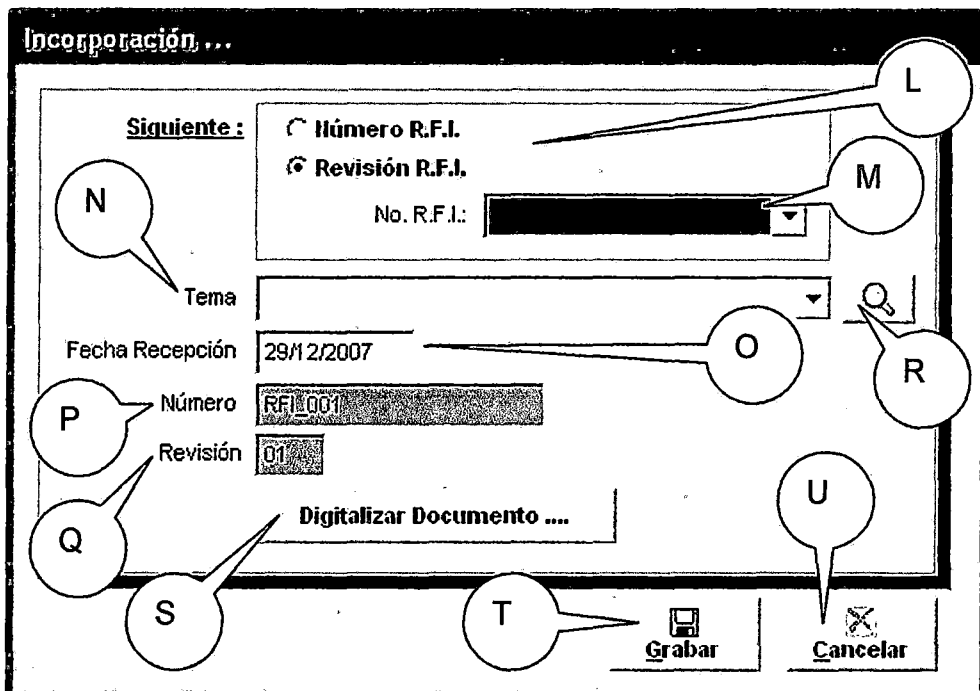 Incorporación ...
L
Siguiente :
Número R.F.I.
Revisión R.F.I.
M
N
No. R.F.I.:
Tema
Fecha Recepción
29/12/2007
O
R
P
Número
RFI_001
Revisión
01
Q
U
Digitalizar Documento ....
S
T
Grabar
Cancelar